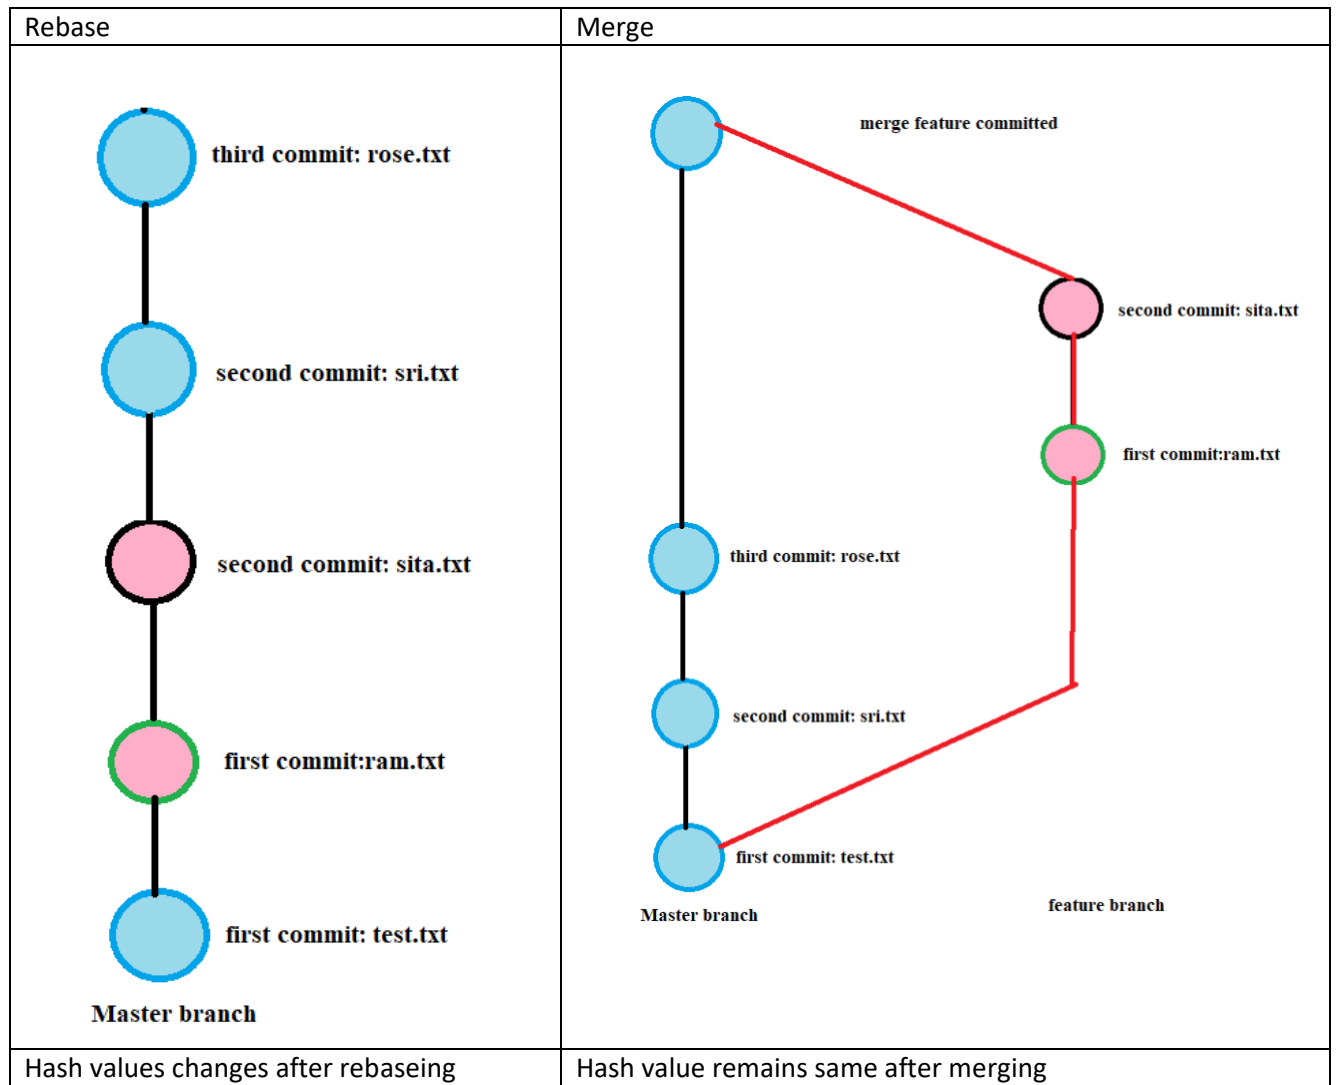 Rebase
third commit: rose.txt
second commit: sri.txt
second commit: sita.txt
first commit:ram.txt
first commit: test.txt
Master branch
Hash values changes after rebaseing
Merge
merge feature committed
second commit: sita.txt
first commit:ram.txt
third commit: rose.txt
second commit: sri.txt
first commit: test.txt
Master branch
feature branch
Hash value remains same after merging